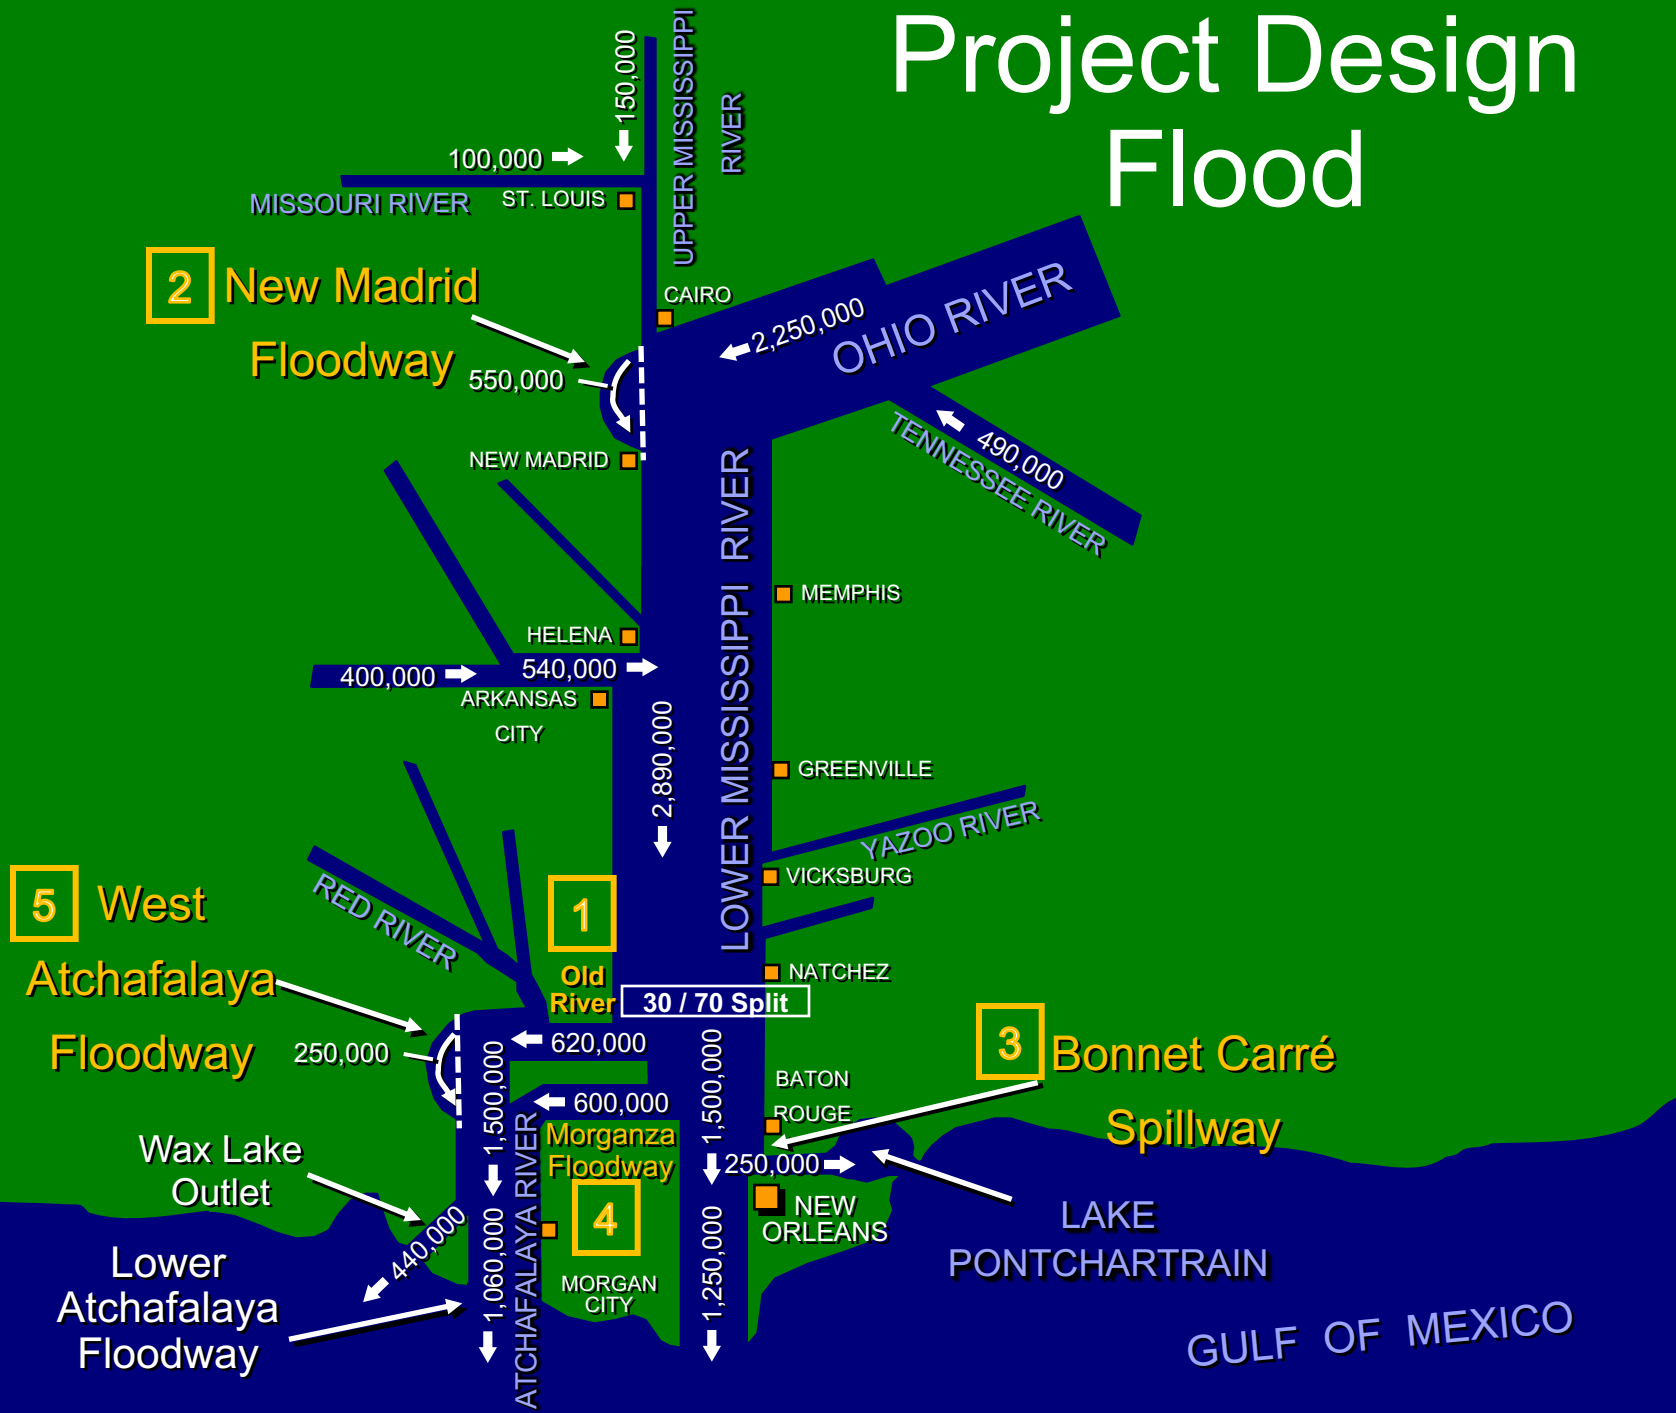 Project Design
Flood
150,000
UPPER MISSISSIPPI
RIVER
100,000
MISSOURI RIVER
ST. LOUIS
2 New Madrid
Floodway
CAIRO
2,250,000
OHIO RIVER
550,000
490,000
TENNESSEE RIVER
NEW MADRID
LOWER MISSISSIPPI RIVER
MEMPHIS
HELENA
400,000
540,000
ARKANSAS
CITY
2,890,000
GREENVILLE
YAZOO RIVER
VICKSBURG
RED RIVER
5 West
Atchafalaya
Floodway
1
Old
River
NATCHEZ
30 / 70 Split
250,000
620,000
1,500,000
1,500,000
3 Bonnet Carré
Spillway
BATON
ROUGE
600,000
Morganza
Floodway
4
250,000
Wax Lake
Outlet
ATCHAFALAYA RIVER
440,000
1,060,000
1,250,000
NEW
ORLEANS
LAKE
PONTCHARTRAIN
MORGAN
CITY
Lower
Atchafalaya
Floodway
GULF OF MEXICO